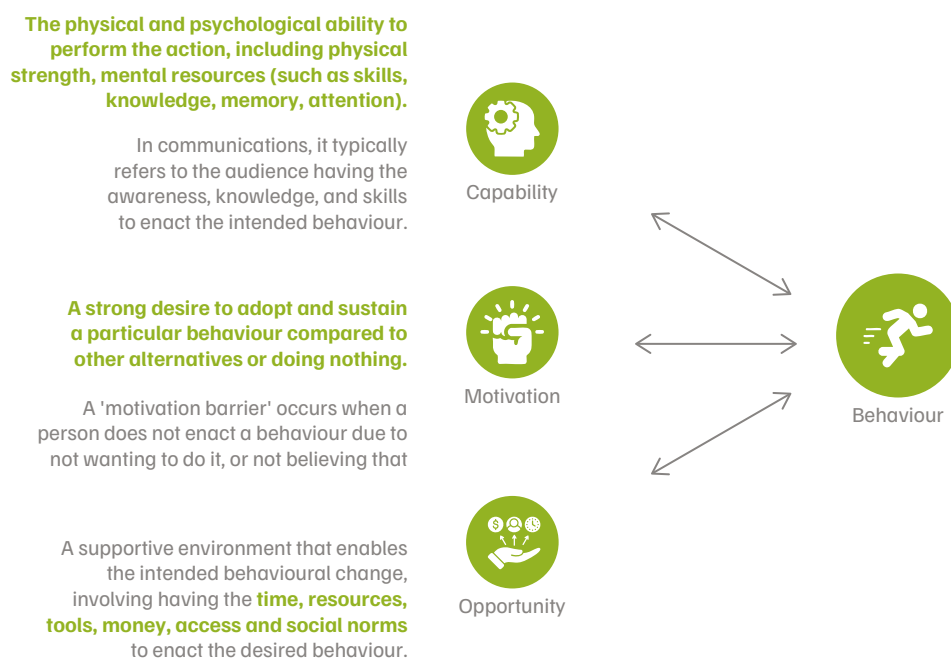 The physical and psychological ability to
perform the action, including physical
strength, mental resources (such as skills,
knowledge, memory, attention).
In communications, it typically
refers to the audience having the
awareness, knowledge, and skills
to enact the intended behaviour.
Capability
A strong desire to adopt and sustain
a particular behaviour compared to
other alternatives or doing nothing.
A 'motivation barrier' occurs when a
person does not enact a behaviour due to
not wanting to do it, or not believing that
Motivation
Behaviour
A supportive environment that enables
the intended behavioural change,
involving having the time, resources,
tools, money, access and social norms
to enact the desired behaviour.
$
Opportunity